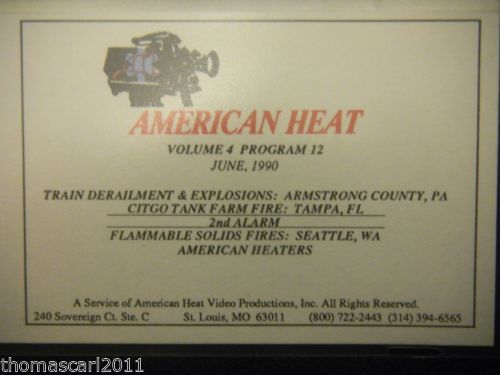 AMERICAN HEAT
VOLUME 4 PROGRAM 12
JUNE, 1990
TRAIN DERAILMENT & EXPLOSIONS: ARMSTRONG COUNTY, PA
CITGO TANK FARM FIRE: TAMPA, FL
2nd ALARM
FLAMMABLE SOLIDS FIRES: SEATTLE, WA
AMERICAN HEATERS
A Service of American Heat Video Productions, Inc. All Rights Reserved.
240 Sovereign Ct. Ste. C St. Louis, MO 63011 (800) 722-2443 (314) 394-6565
thomascarl2011